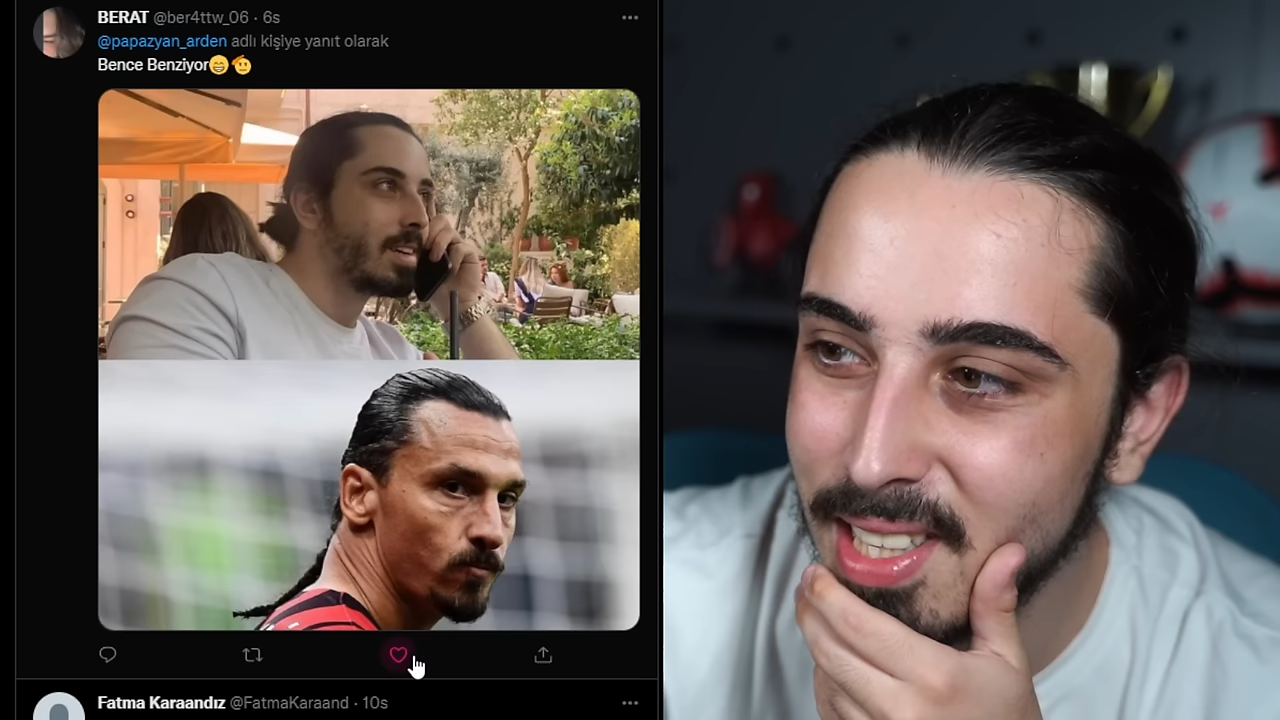 BERAT @ber4ttw_06 · 6s
@papazyan_arden adlı kişiye yanıt olarak
Bence Benziyor😁🫡
Fatma Karaandız @FatmaKaraand · 10s